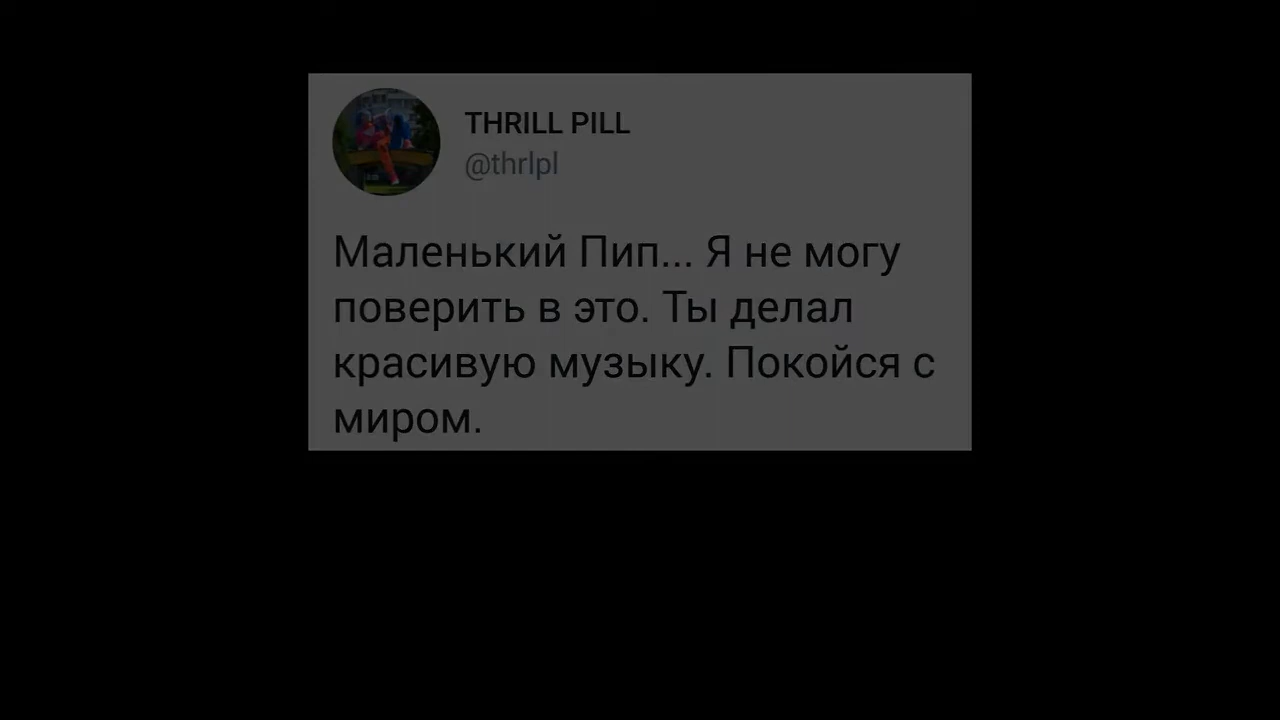 THRILL PILL
@thrlpl
Маленький Пип... Я не могу
поверить в это. Ты делал
красивую музыку. Покойся с
миром.